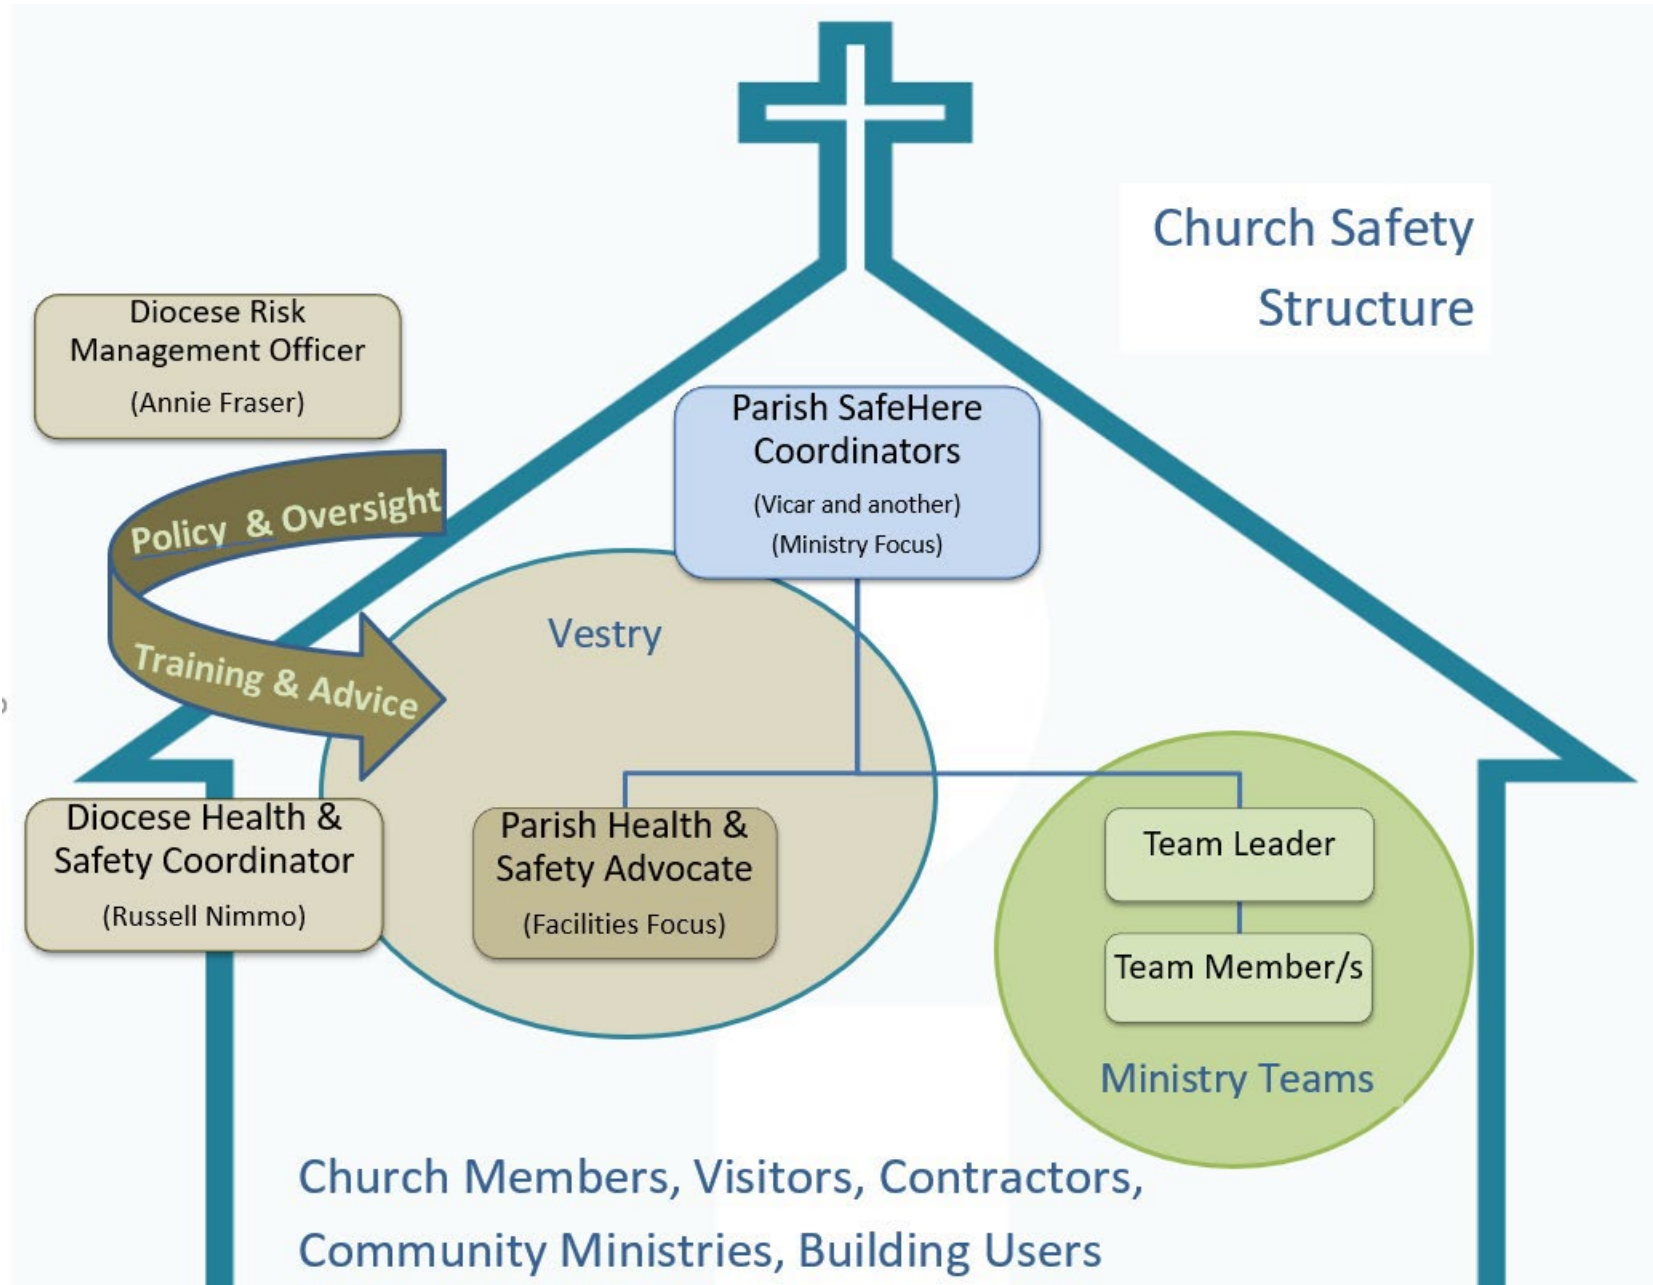 Church Safety
Structure
Diocese Risk
Management Officer
(Annie Fraser)
Policy & Oversight
Training & Advice
Diocese Health &
Safety Coordinator
(Russell Nimmo)
Parish SafeHere
Coordinators
(Vicar and another)
(Ministry Focus)
Vestry
Parish Health &
Safety Advocate
(Facilities Focus)
Team Leader
Team Member/s
Ministry Teams
Church Members, Visitors, Contractors,
Community Ministries, Building Users